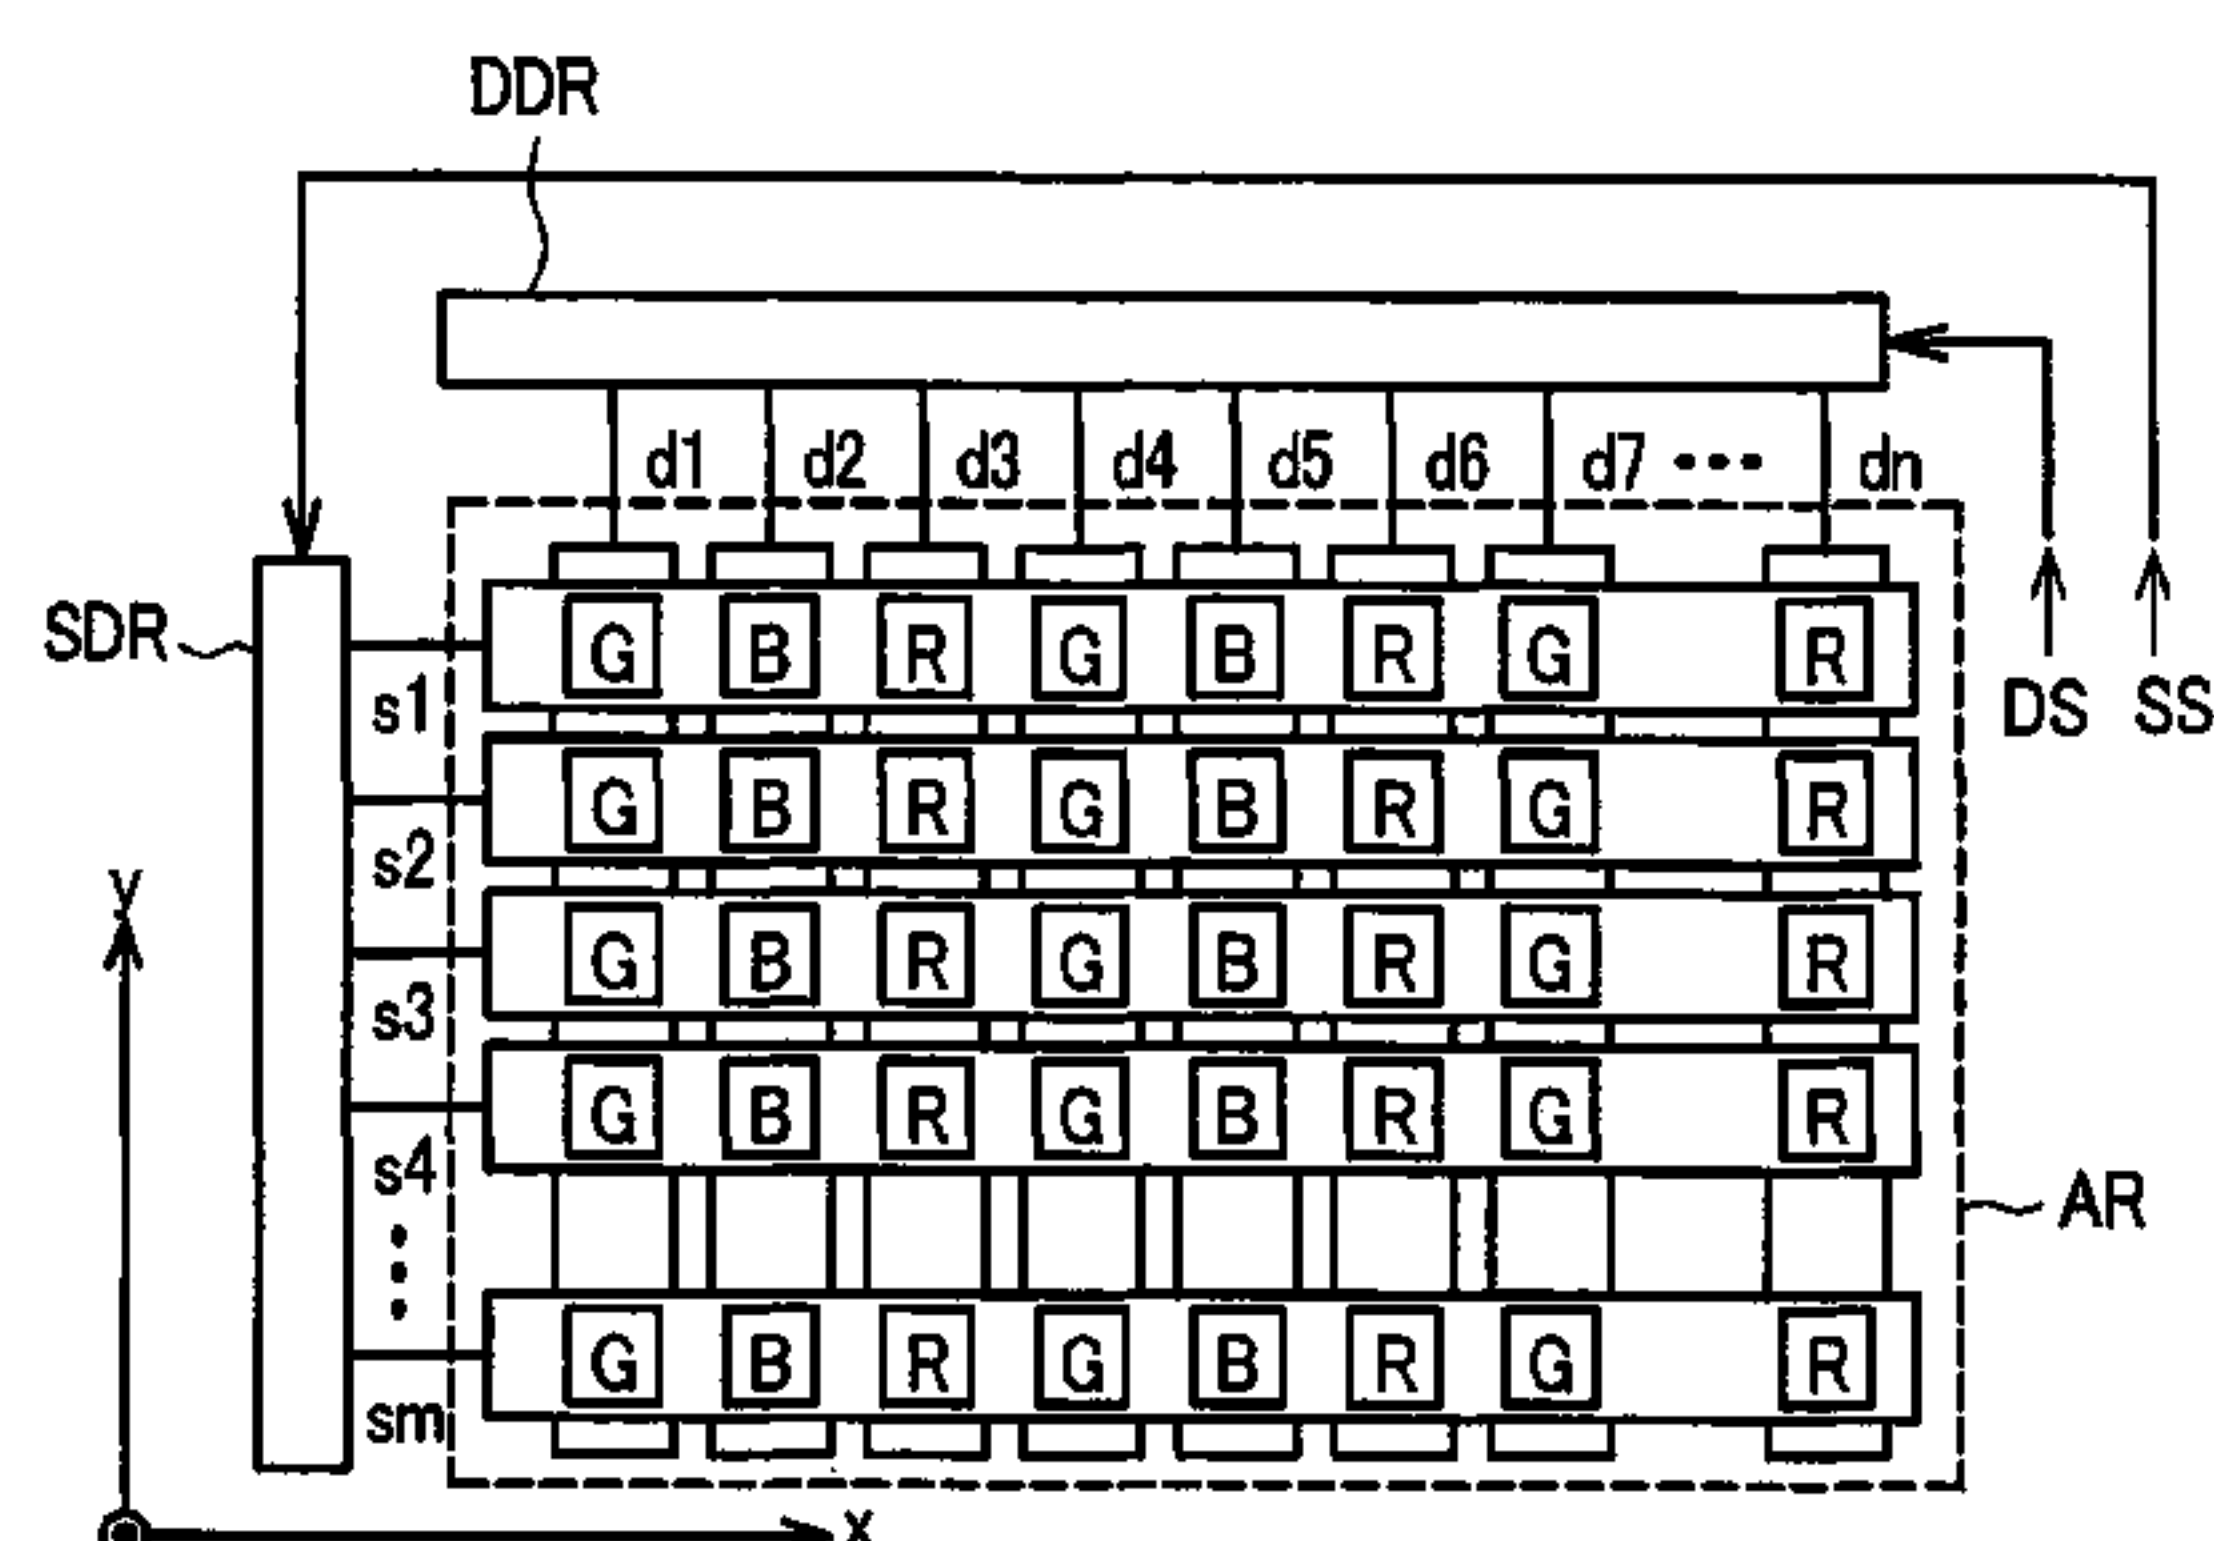 DDR
d1 d2 d3 d4 d5 d6 d7 ••• dn
SDR
G B R G B R G R
DS SS
s1
G B R G B R G R
s2
y
G B R G B R G R
s3
G B R G B R G R
s4
AR
G B R G B R G R
sm
x